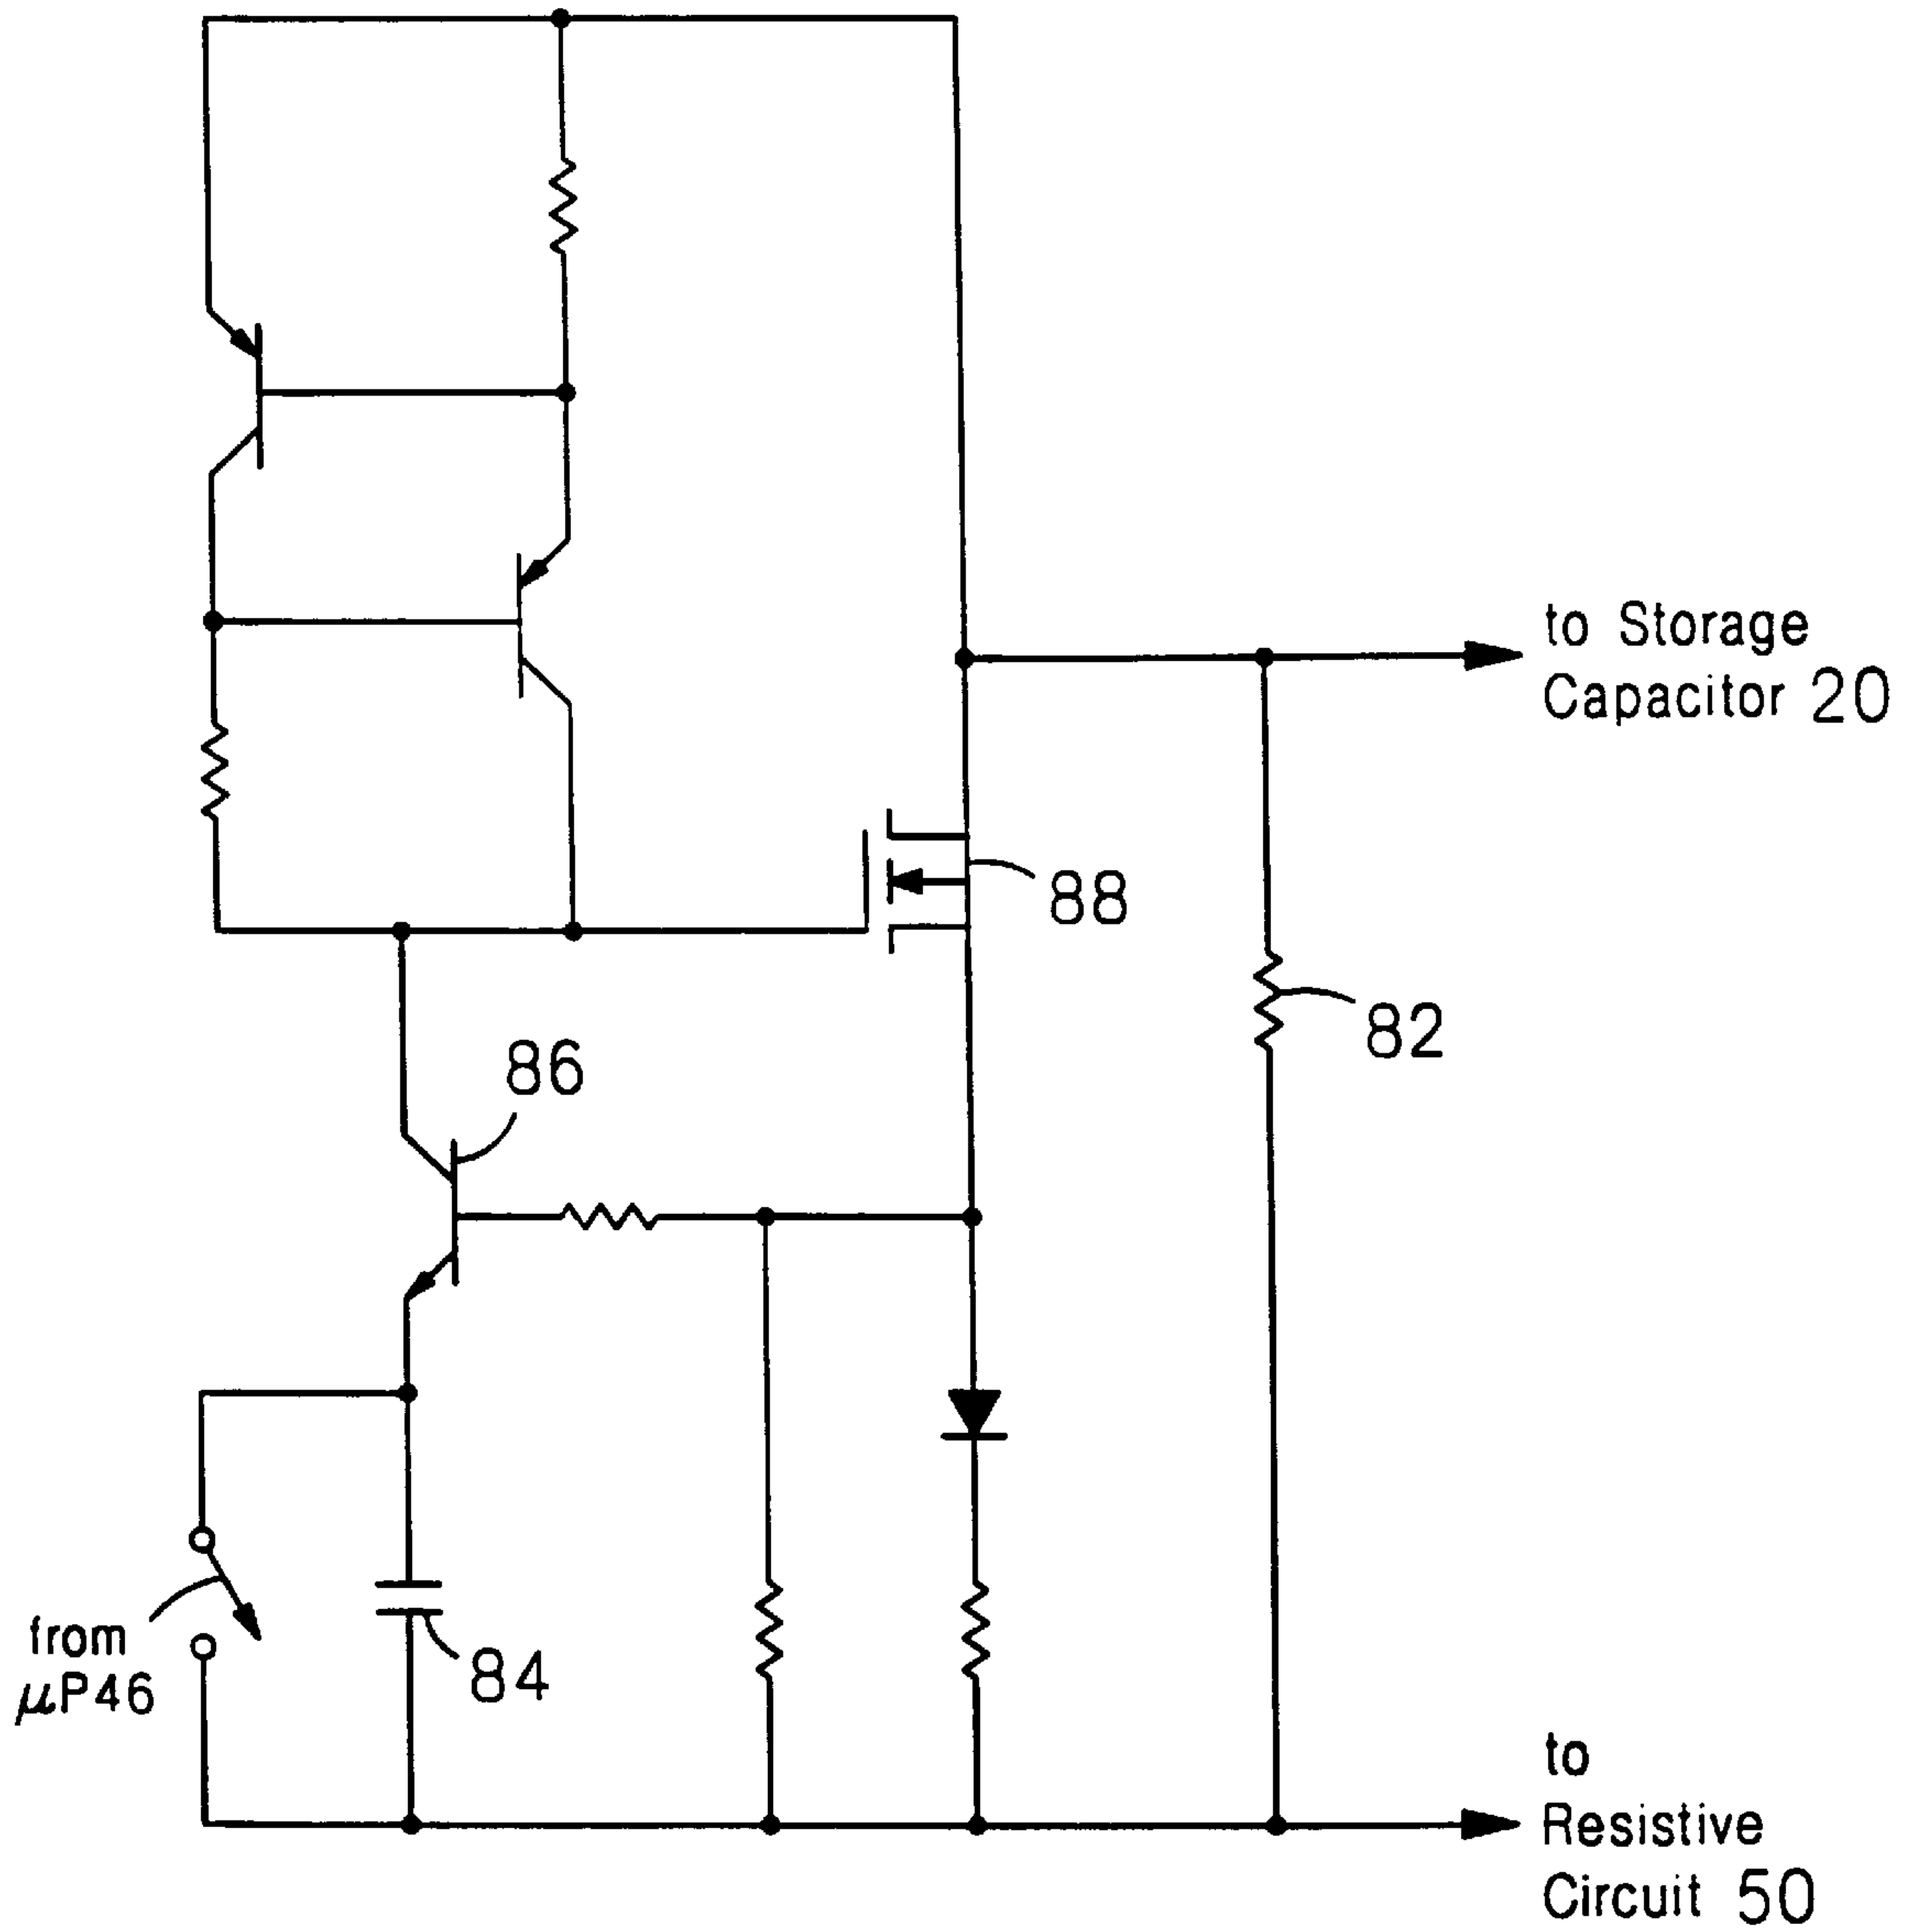 to Storage
Capacitor 20
88
82
86
from
μP46
84
to
Resistive
Circuit 50